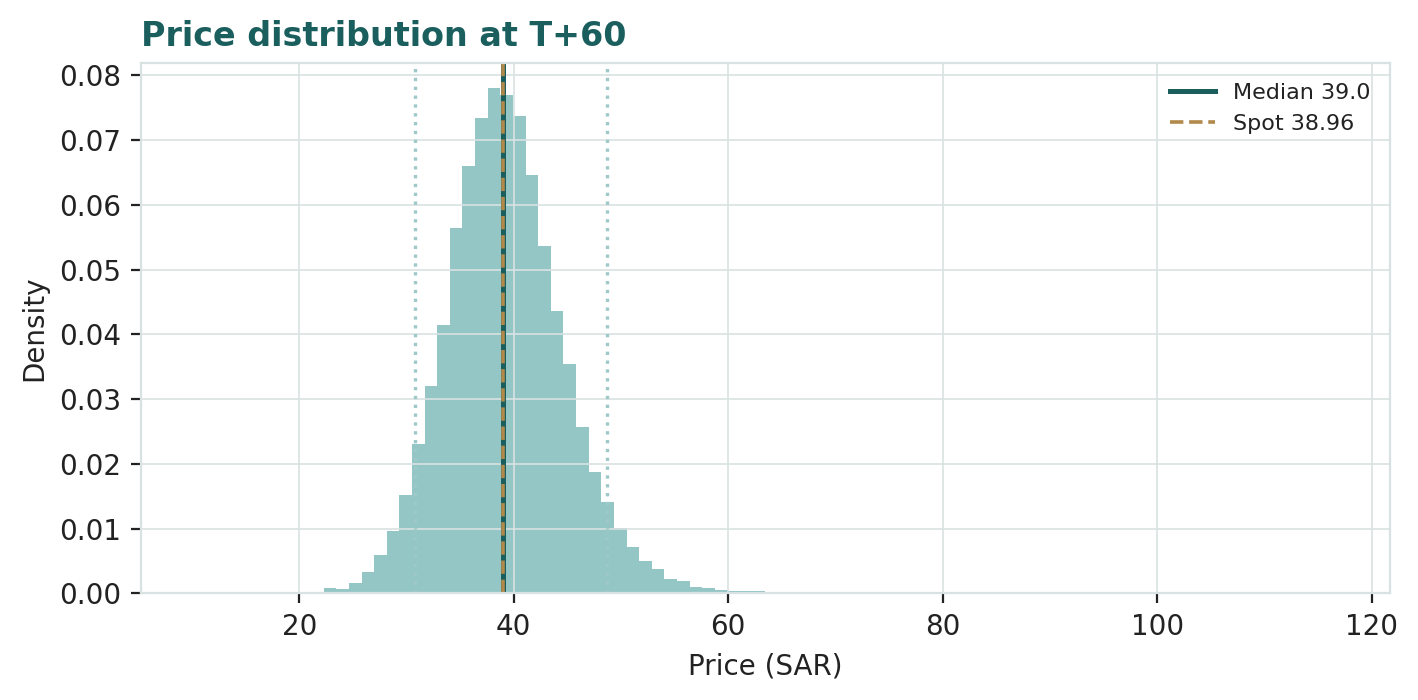 Price distribution at T+60
Median 39.0
Spot 38.96
Density
0.08
0.07
0.06
0.05
0.04
0.03
0.02
0.01
0.00
20 40 60 80 100 120
Price (SAR)